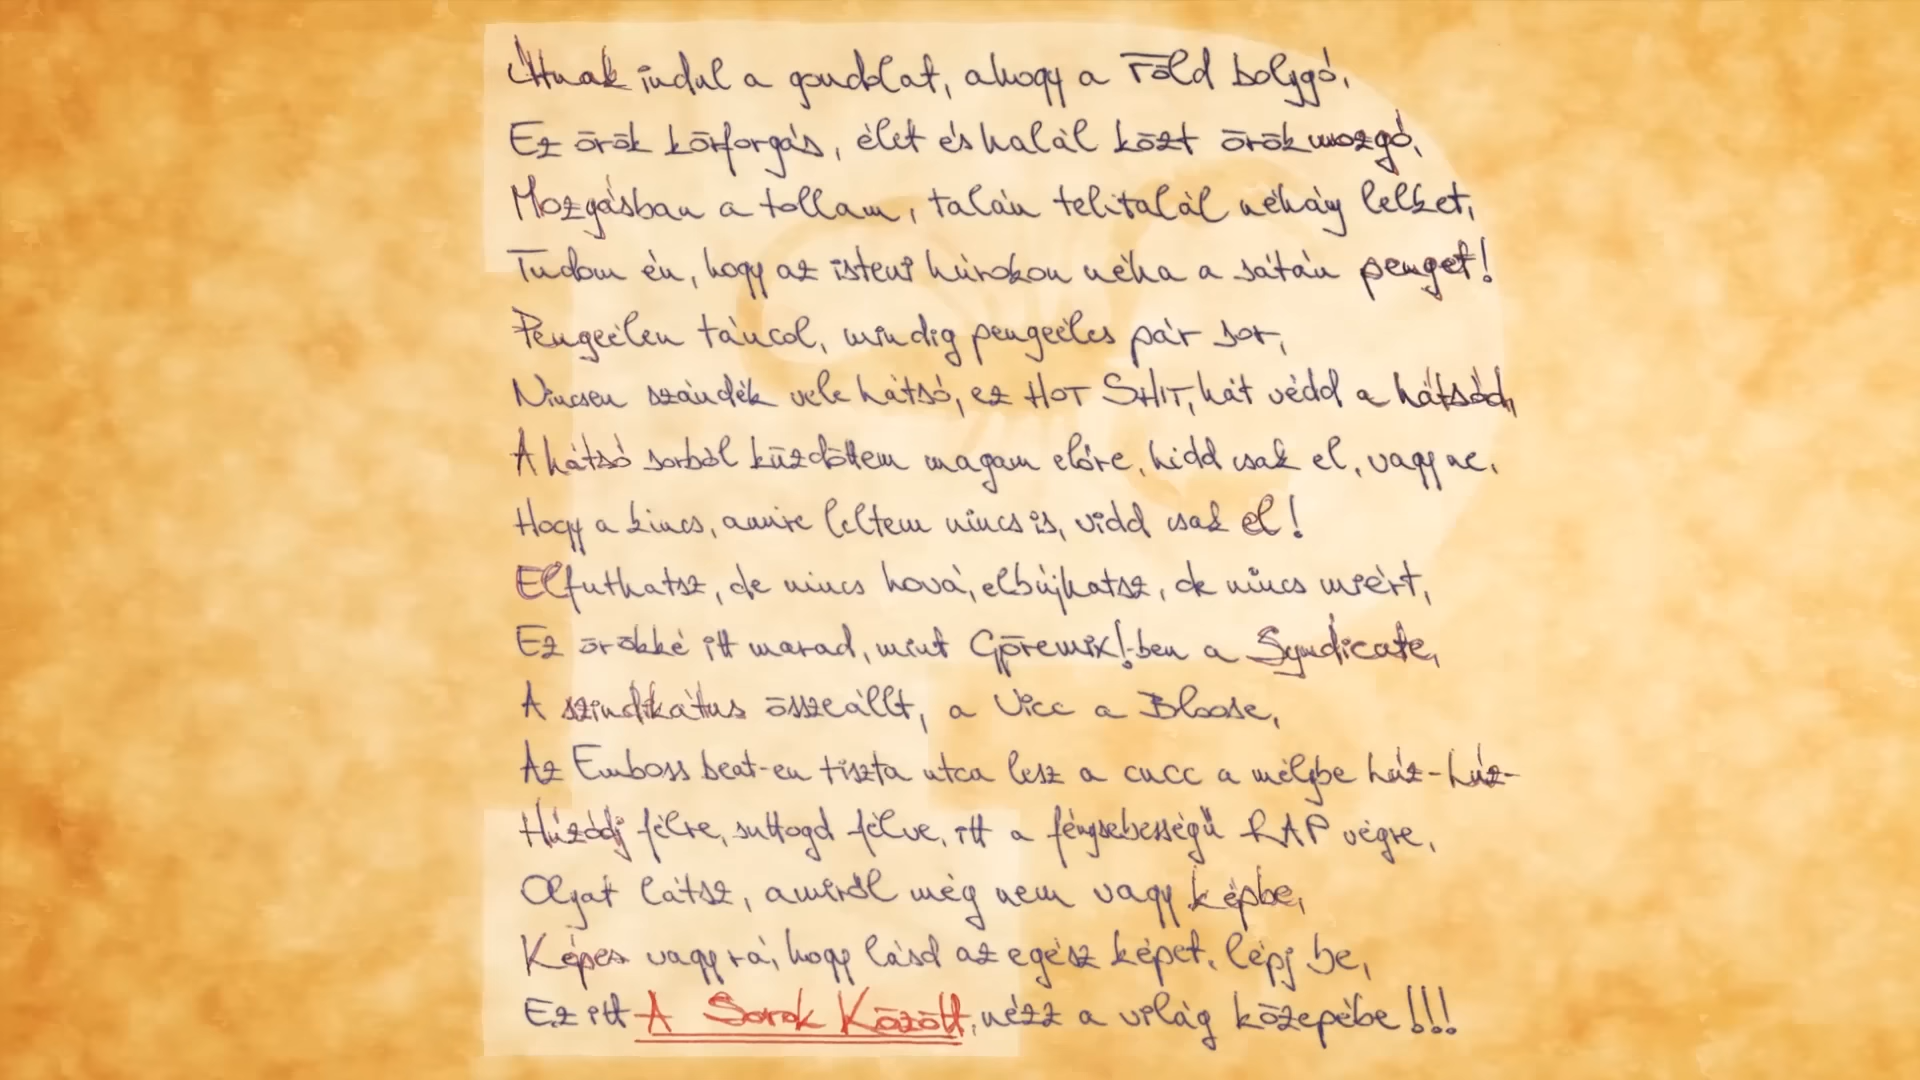 Útnak indul a gondolat, ahogy a Föld bolygó,
Ez örök körforgás, élet és halál közt örökmozgó,
Mozgásban a tollam, talán telitalál néhány lelket,
Tudom én, hogy az isteni húrokon néha a sátán penget!
Pengeélen táncol, mindig pengeéles pár sor,
Nincsen szándék vele hátsó, ez HOT SHIT, hát védd a hátsód,
A hátsó sorból küzdöttem magam előre, hidd csak el, vagy ne,
Hogy a kincs, amire leltem nincs is, vidd csak el!
Elfuthatsz, de nincs hová, elbújhatsz, de nincs miért,
Ez örökké itt marad, mint Gőremix!-ben a Syndicate,
A szindikátus összeállt, a Vicc a Bloose,
Az Emboss beat-en tiszta utca lesz a cucc a mélybe húz-húz-
Húzódj félre, suttogd félve, itt a fénysebességű RAP végre,
Olyat látsz, amiről még nem vagy képbe,
Képes vagy rá, hogy lásd az egész képet, lépj be,
Ez itt A Sorok Között, nézz a világ közepébe!!!